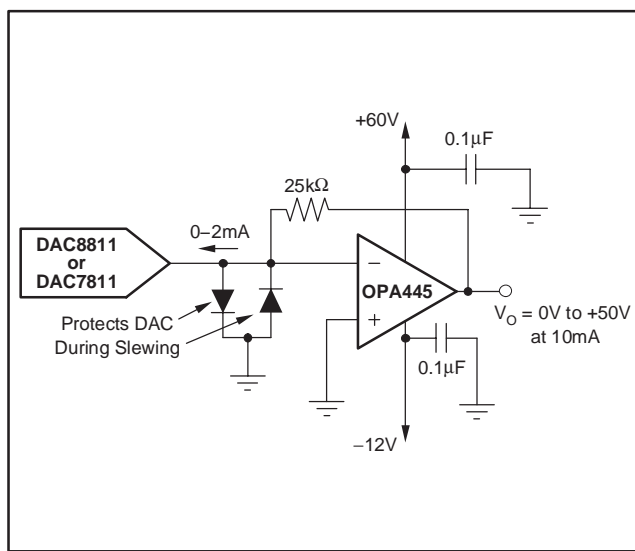 +60V
0.1μF
25kΩ
0–2mA
DAC8811
or
DAC7811
−
OPA445
+
Protects DAC
During Slewing
V_O = 0V to +50V
at 10mA
0.1μF
−12V